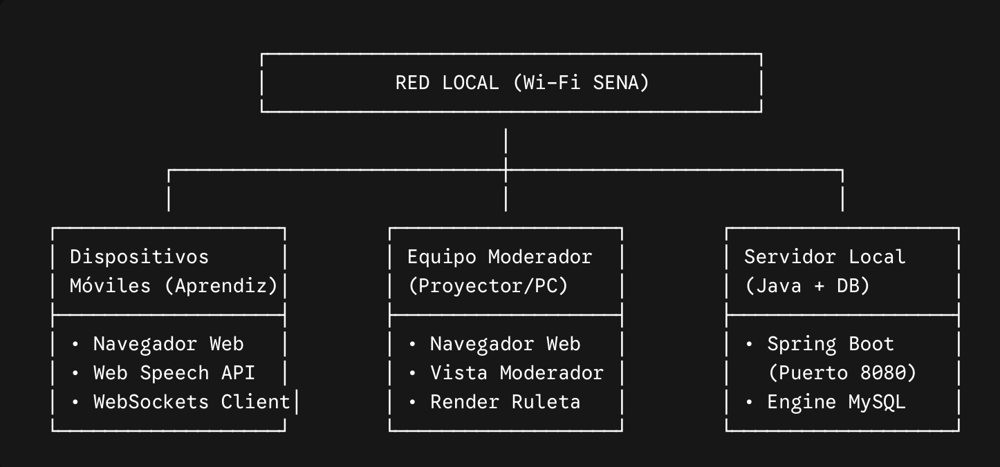 RED LOCAL (Wi-Fi SENA)
Dispositivos
Móviles (Aprendiz)
• Navegador Web
• Web Speech API
• WebSockets Client
Equipo Moderador
(Proyector/PC)
• Navegador Web
• Vista Moderador
• Render Ruleta
Servidor Local
(Java + DB)
• Spring Boot
(Puerto 8080)
• Engine MySQL